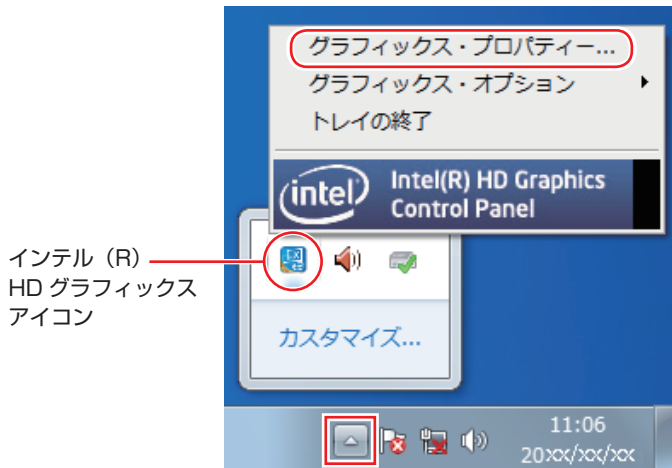 グラフィックス・プロパティー...
グラフィックス・オプション
トレイの終了
intel
Intel(R) HD Graphics
Control Panel
インテル（R）
HD グラフィックス
アイコン
カスタマイズ...
11:06
20xx/xx/xx